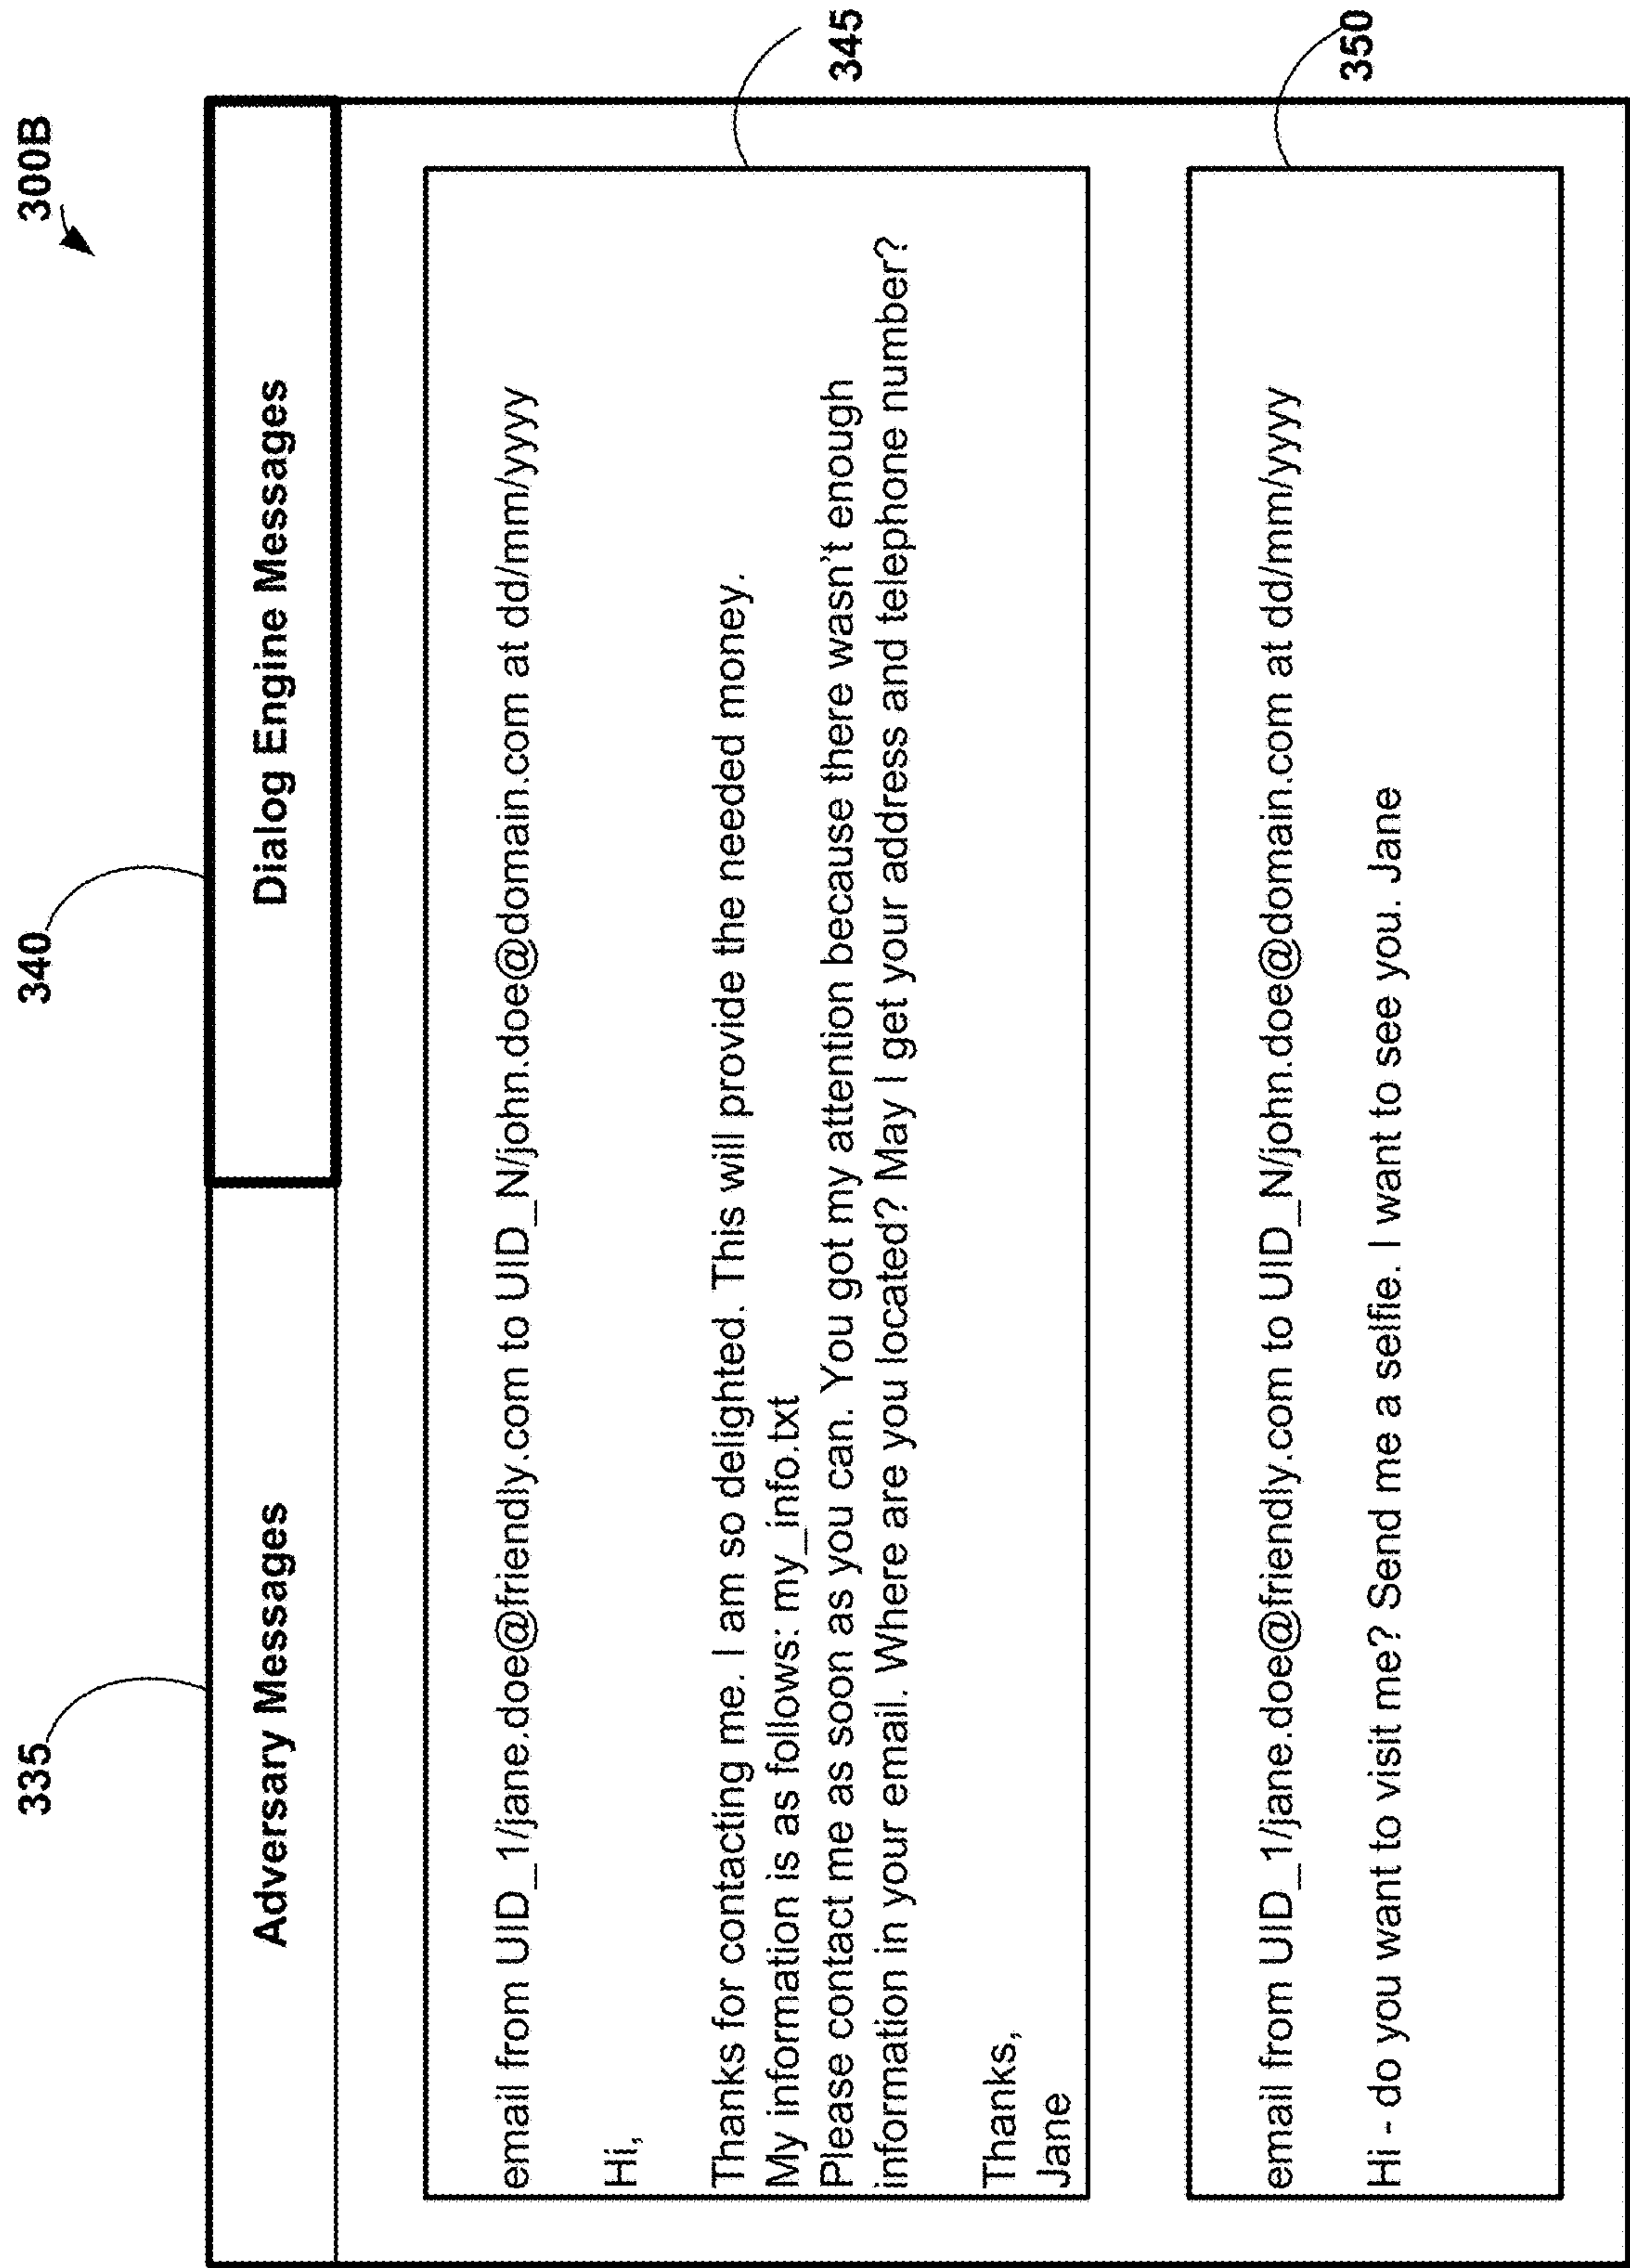 300B
335
340
Adversary Messages
Dialog Engine Messages
email from UID_1/jane.doe@friendly.com to UID_N/john.doe@domain.com at dd/mm/yyyy
Hi,
Thanks for contacting me. I am so delighted. This will provide the needed money.
My information is as follows: my_info.txt
Please contact me as soon as you can. You got my attention because there wasn't enough
information in your email. Where are you located? May I get your address and telephone number?
Thanks,
Jane
345
email from UID_1/jane.doe@friendly.com to UID_N/john.doe@domain.com at dd/mm/yyyy
Hi - do you want to visit me? Send me a selfie. I want to see you. Jane
350